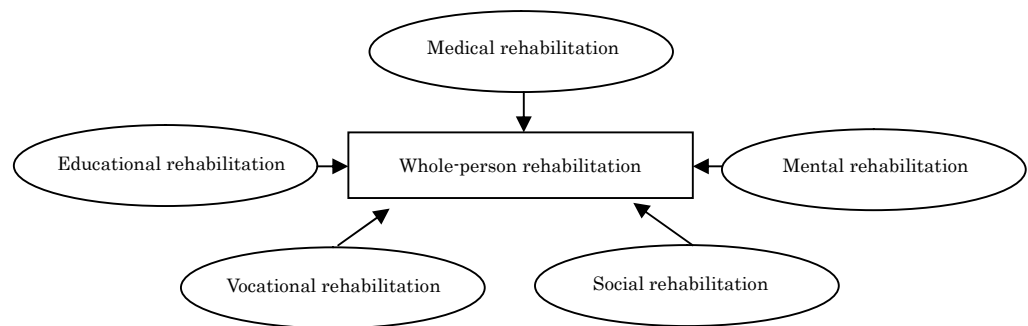 Medical rehabilitation
Educational rehabilitation
Whole-person rehabilitation
Mental rehabilitation
Vocational rehabilitation
Social rehabilitation